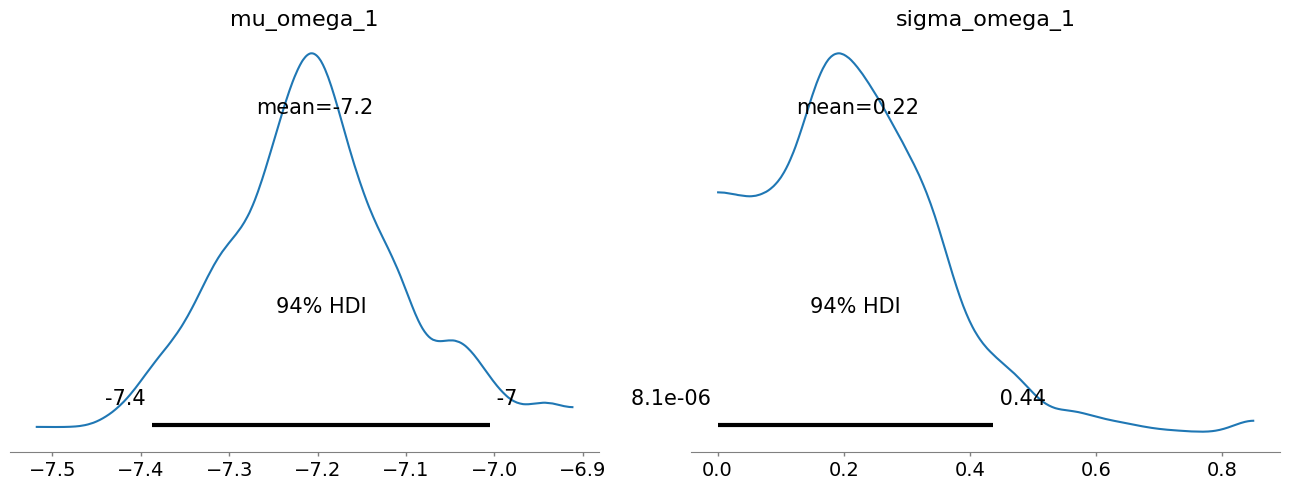 mu_omega_1
mean=-7.2
94% HDI
-7.4
-7
−7.5
−7.4
−7.3
−7.2
−7.1
−7.0
−6.9
sigma_omega_1
mean=0.22
94% HDI
8.1e-06
0.44
0.0
0.2
0.4
0.6
0.8